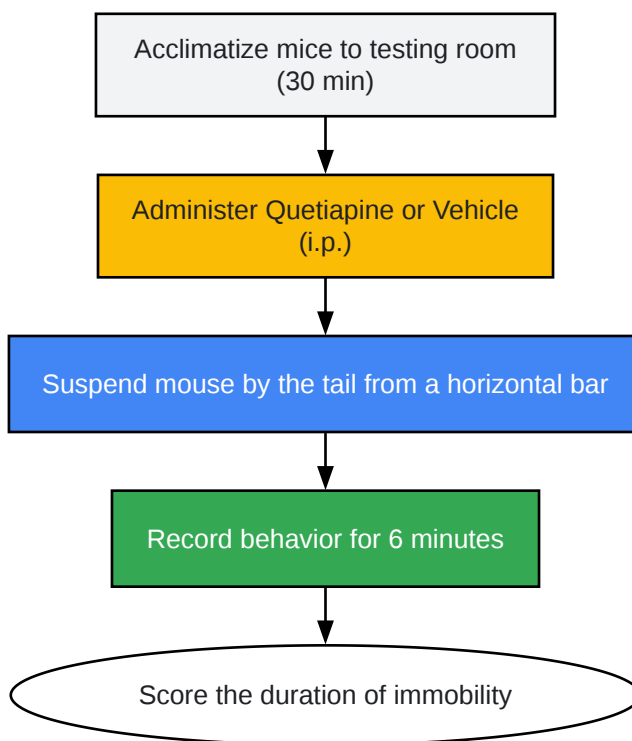 Acclimatize mice to testing room
(30 min)
Administer Quetiapine or Vehicle
(i.p.)
Suspend mouse by the tail from a horizontal bar
Record behavior for 6 minutes
Score the duration of immobility